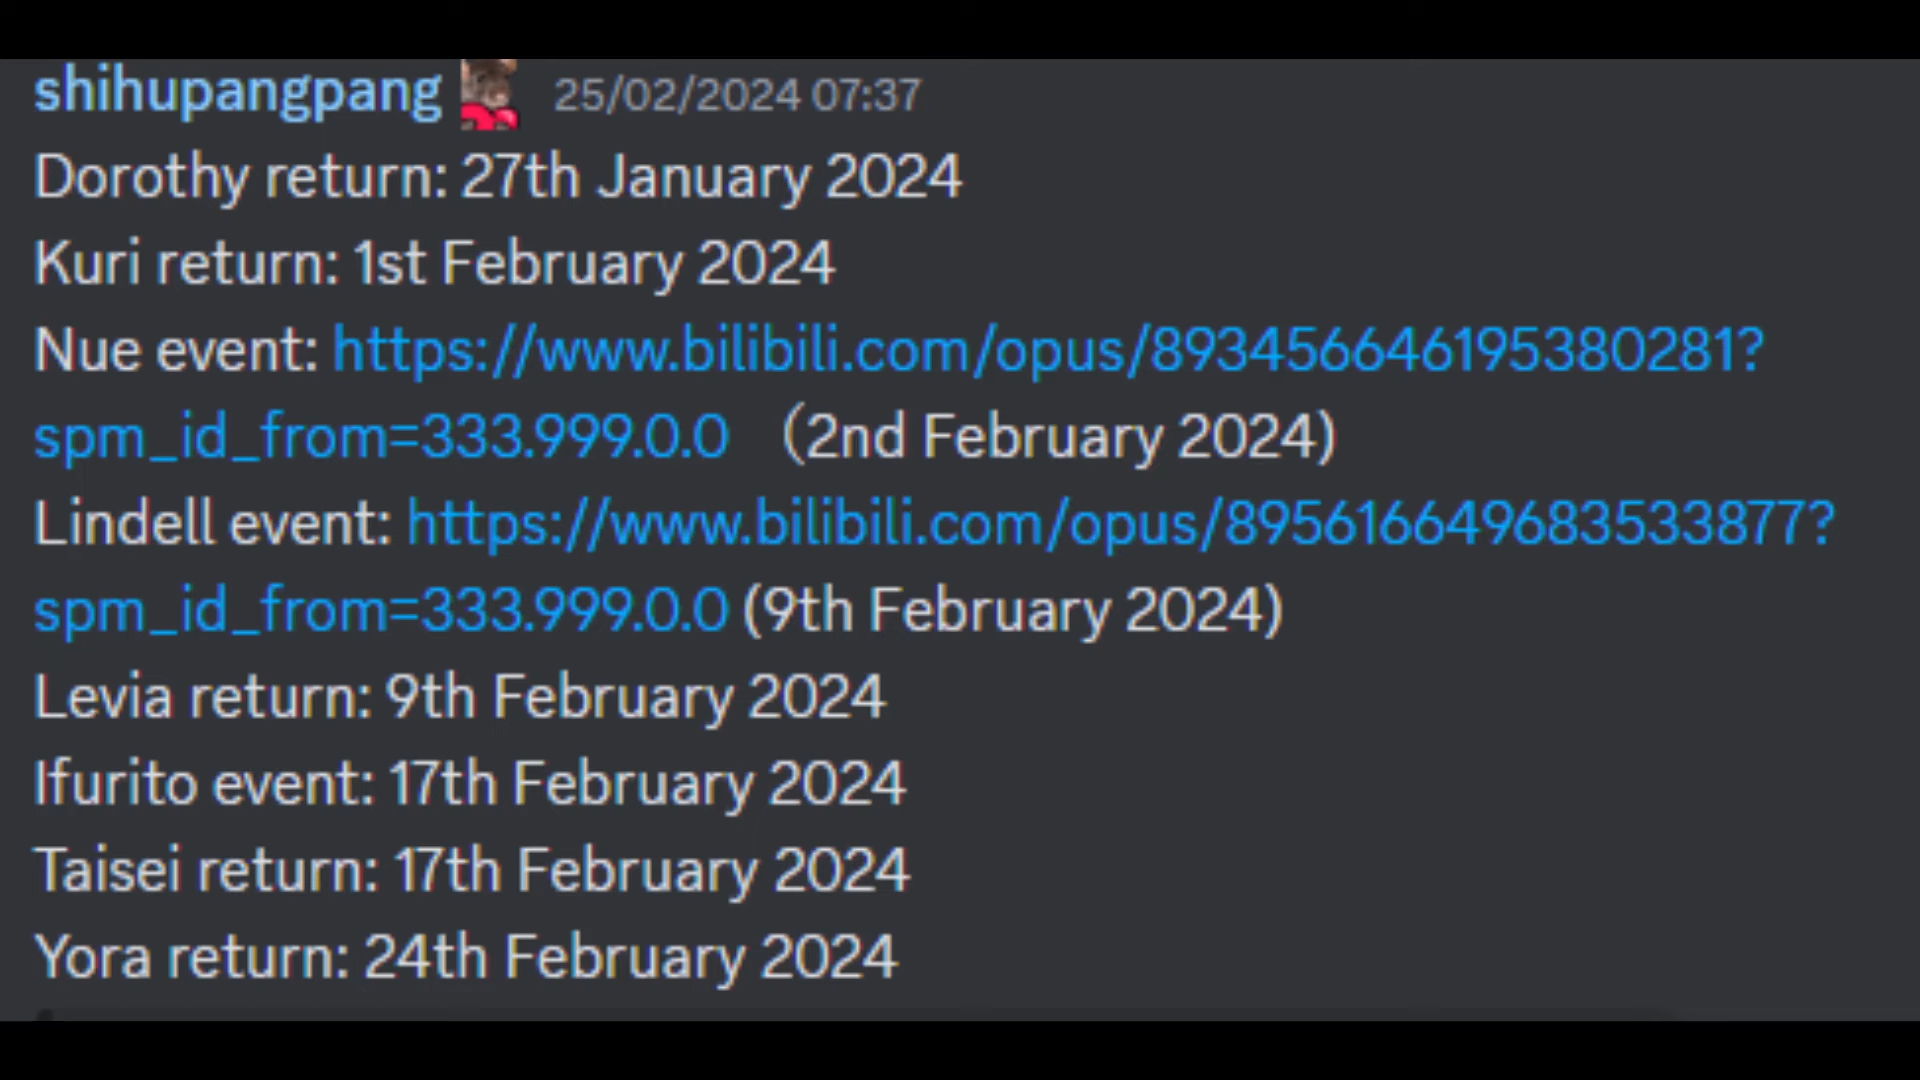 shihupangpang 25/02/2024 07:37
Dorothy return: 27th January 2024
Kuri return: 1st February 2024
Nue event: https://www.bilibili.com/opus/893456646195380281?
spm_id_from=333.999.0.0 (2nd February 2024)
Lindell event: https://www.bilibili.com/opus/895616649683533877?
spm_id_from=333.999.0.0 (9th February 2024)
Levia return: 9th February 2024
Ifurito event: 17th February 2024
Taisei return: 17th February 2024
Yora return: 24th February 2024